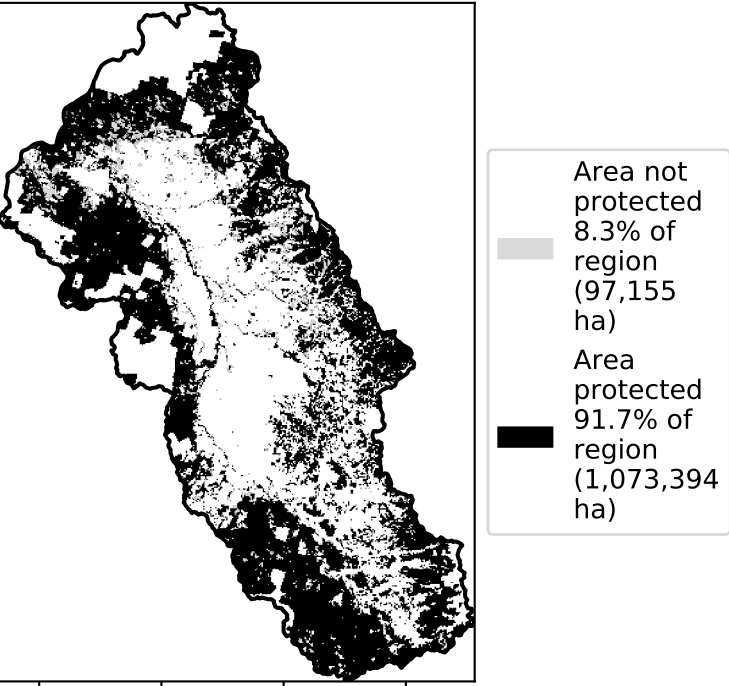 Area not
protected
8.3% of
region
(97,155
ha)
Area
protected
91.7% of
region
(1,073,394
ha)